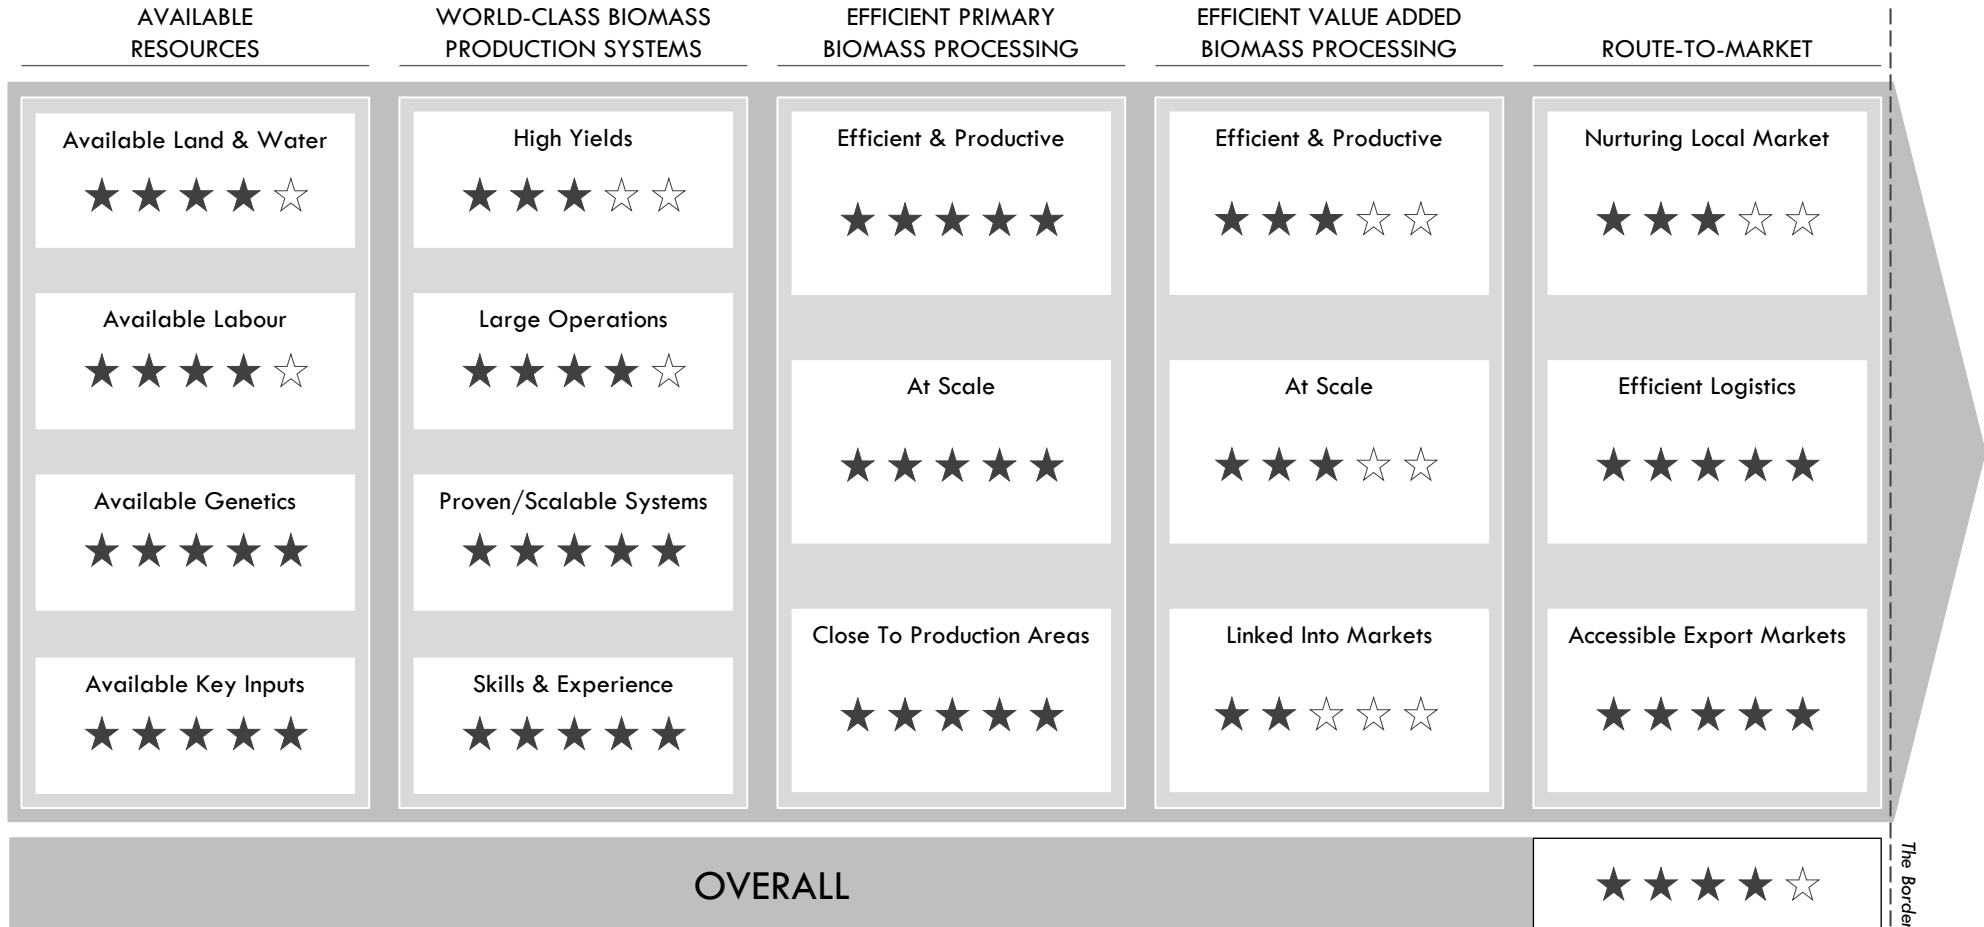 AVAILABLE
RESOURCES
WORLD-CLASS BIOMASS
PRODUCTION SYSTEMS
EFFICIENT PRIMARY
BIOMASS PROCESSING
EFFICIENT VALUE ADDED
BIOMASS PROCESSING
ROUTE-TO-MARKET
Available Land & Water
★ ★ ★ ★ ☆
Available Labour
★ ★ ★ ★ ☆
Available Genetics
★ ★ ★ ★ ★
Available Key Inputs
★ ★ ★ ★ ★
High Yields
★ ★ ★ ☆ ☆
Large Operations
★ ★ ★ ★ ☆
Proven/Scalable Systems
★ ★ ★ ★ ★
Skills & Experience
★ ★ ★ ★ ★
Efficient & Productive
★ ★ ★ ★ ★
At Scale
★ ★ ★ ★ ★
Close To Production Areas
★ ★ ★ ★ ★
Efficient & Productive
★ ★ ★ ☆ ☆
At Scale
★ ★ ★ ☆ ☆
Linked Into Markets
★ ★ ☆ ☆ ☆
Nurturing Local Market
★ ★ ★ ☆ ☆
Efficient Logistics
★ ★ ★ ★ ★
Accessible Export Markets
★ ★ ★ ★ ★
OVERALL
★ ★ ★ ★ ☆
The Border